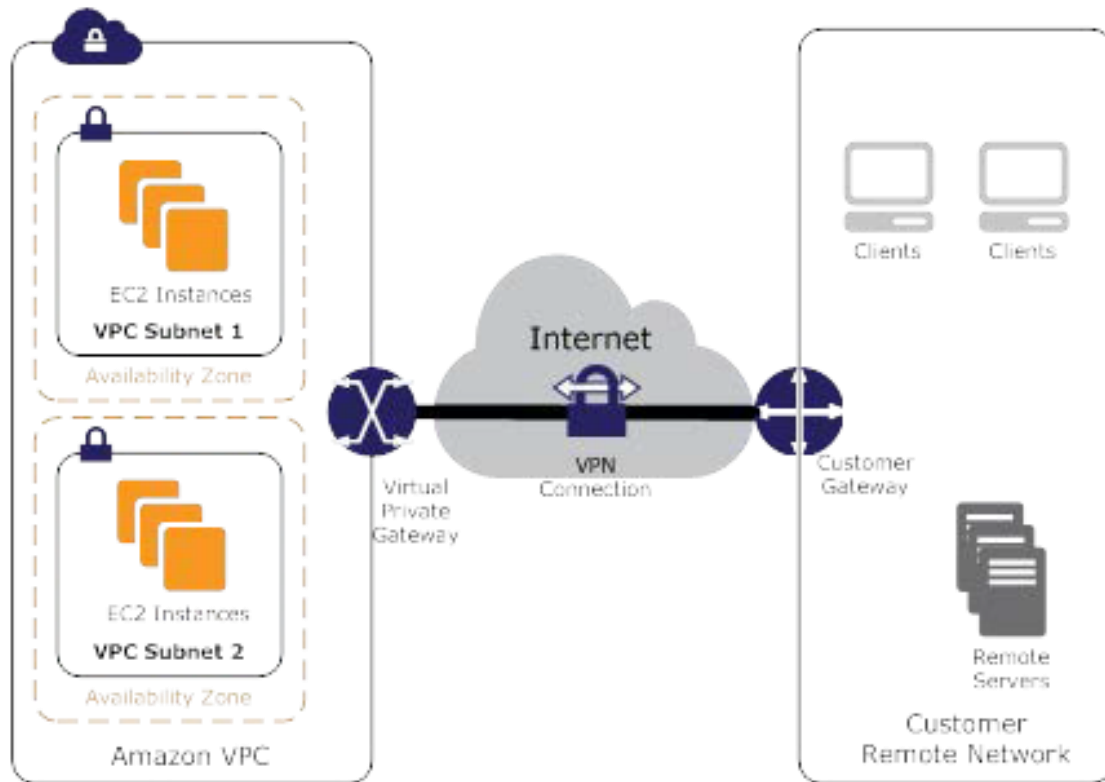 EC2 Instances
VPC Subnet 1
Availability Zone
EC2 Instances
VPC Subnet 2
Availability Zone
Amazon VPC
Virtual
Private
Gateway
Internet
VPN
Connection
Customer
Gateway
Clients
Clients
Remote
Servers
Customer
Remote Network